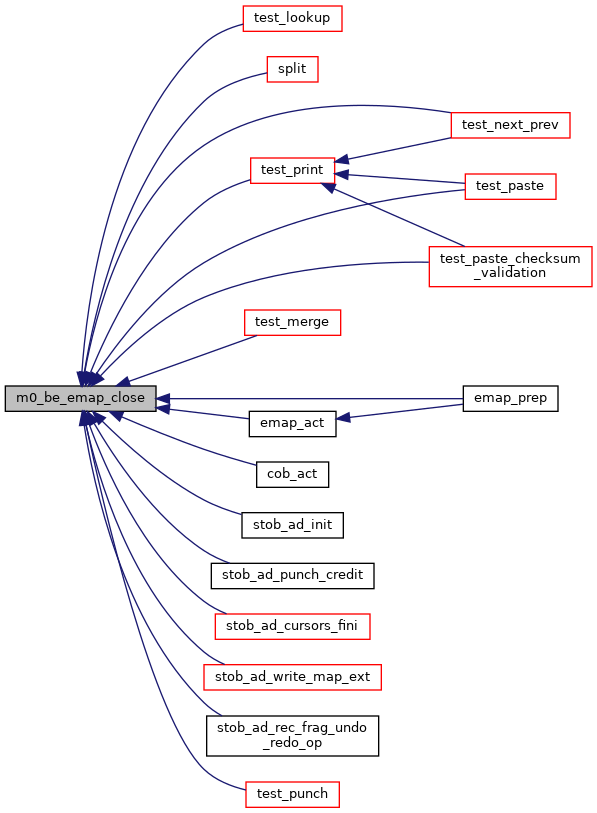 test_lookup
split
test_next_prev
test_print
test_paste
test_paste_checksum
_validation
test_merge
m0_be_emap_close
emap_prep
emap_act
cob_act
stob_ad_init
stob_ad_punch_credit
stob_ad_cursors_fini
stob_ad_write_map_ext
stob_ad_rec_frag_undo
_redo_op
test_punch